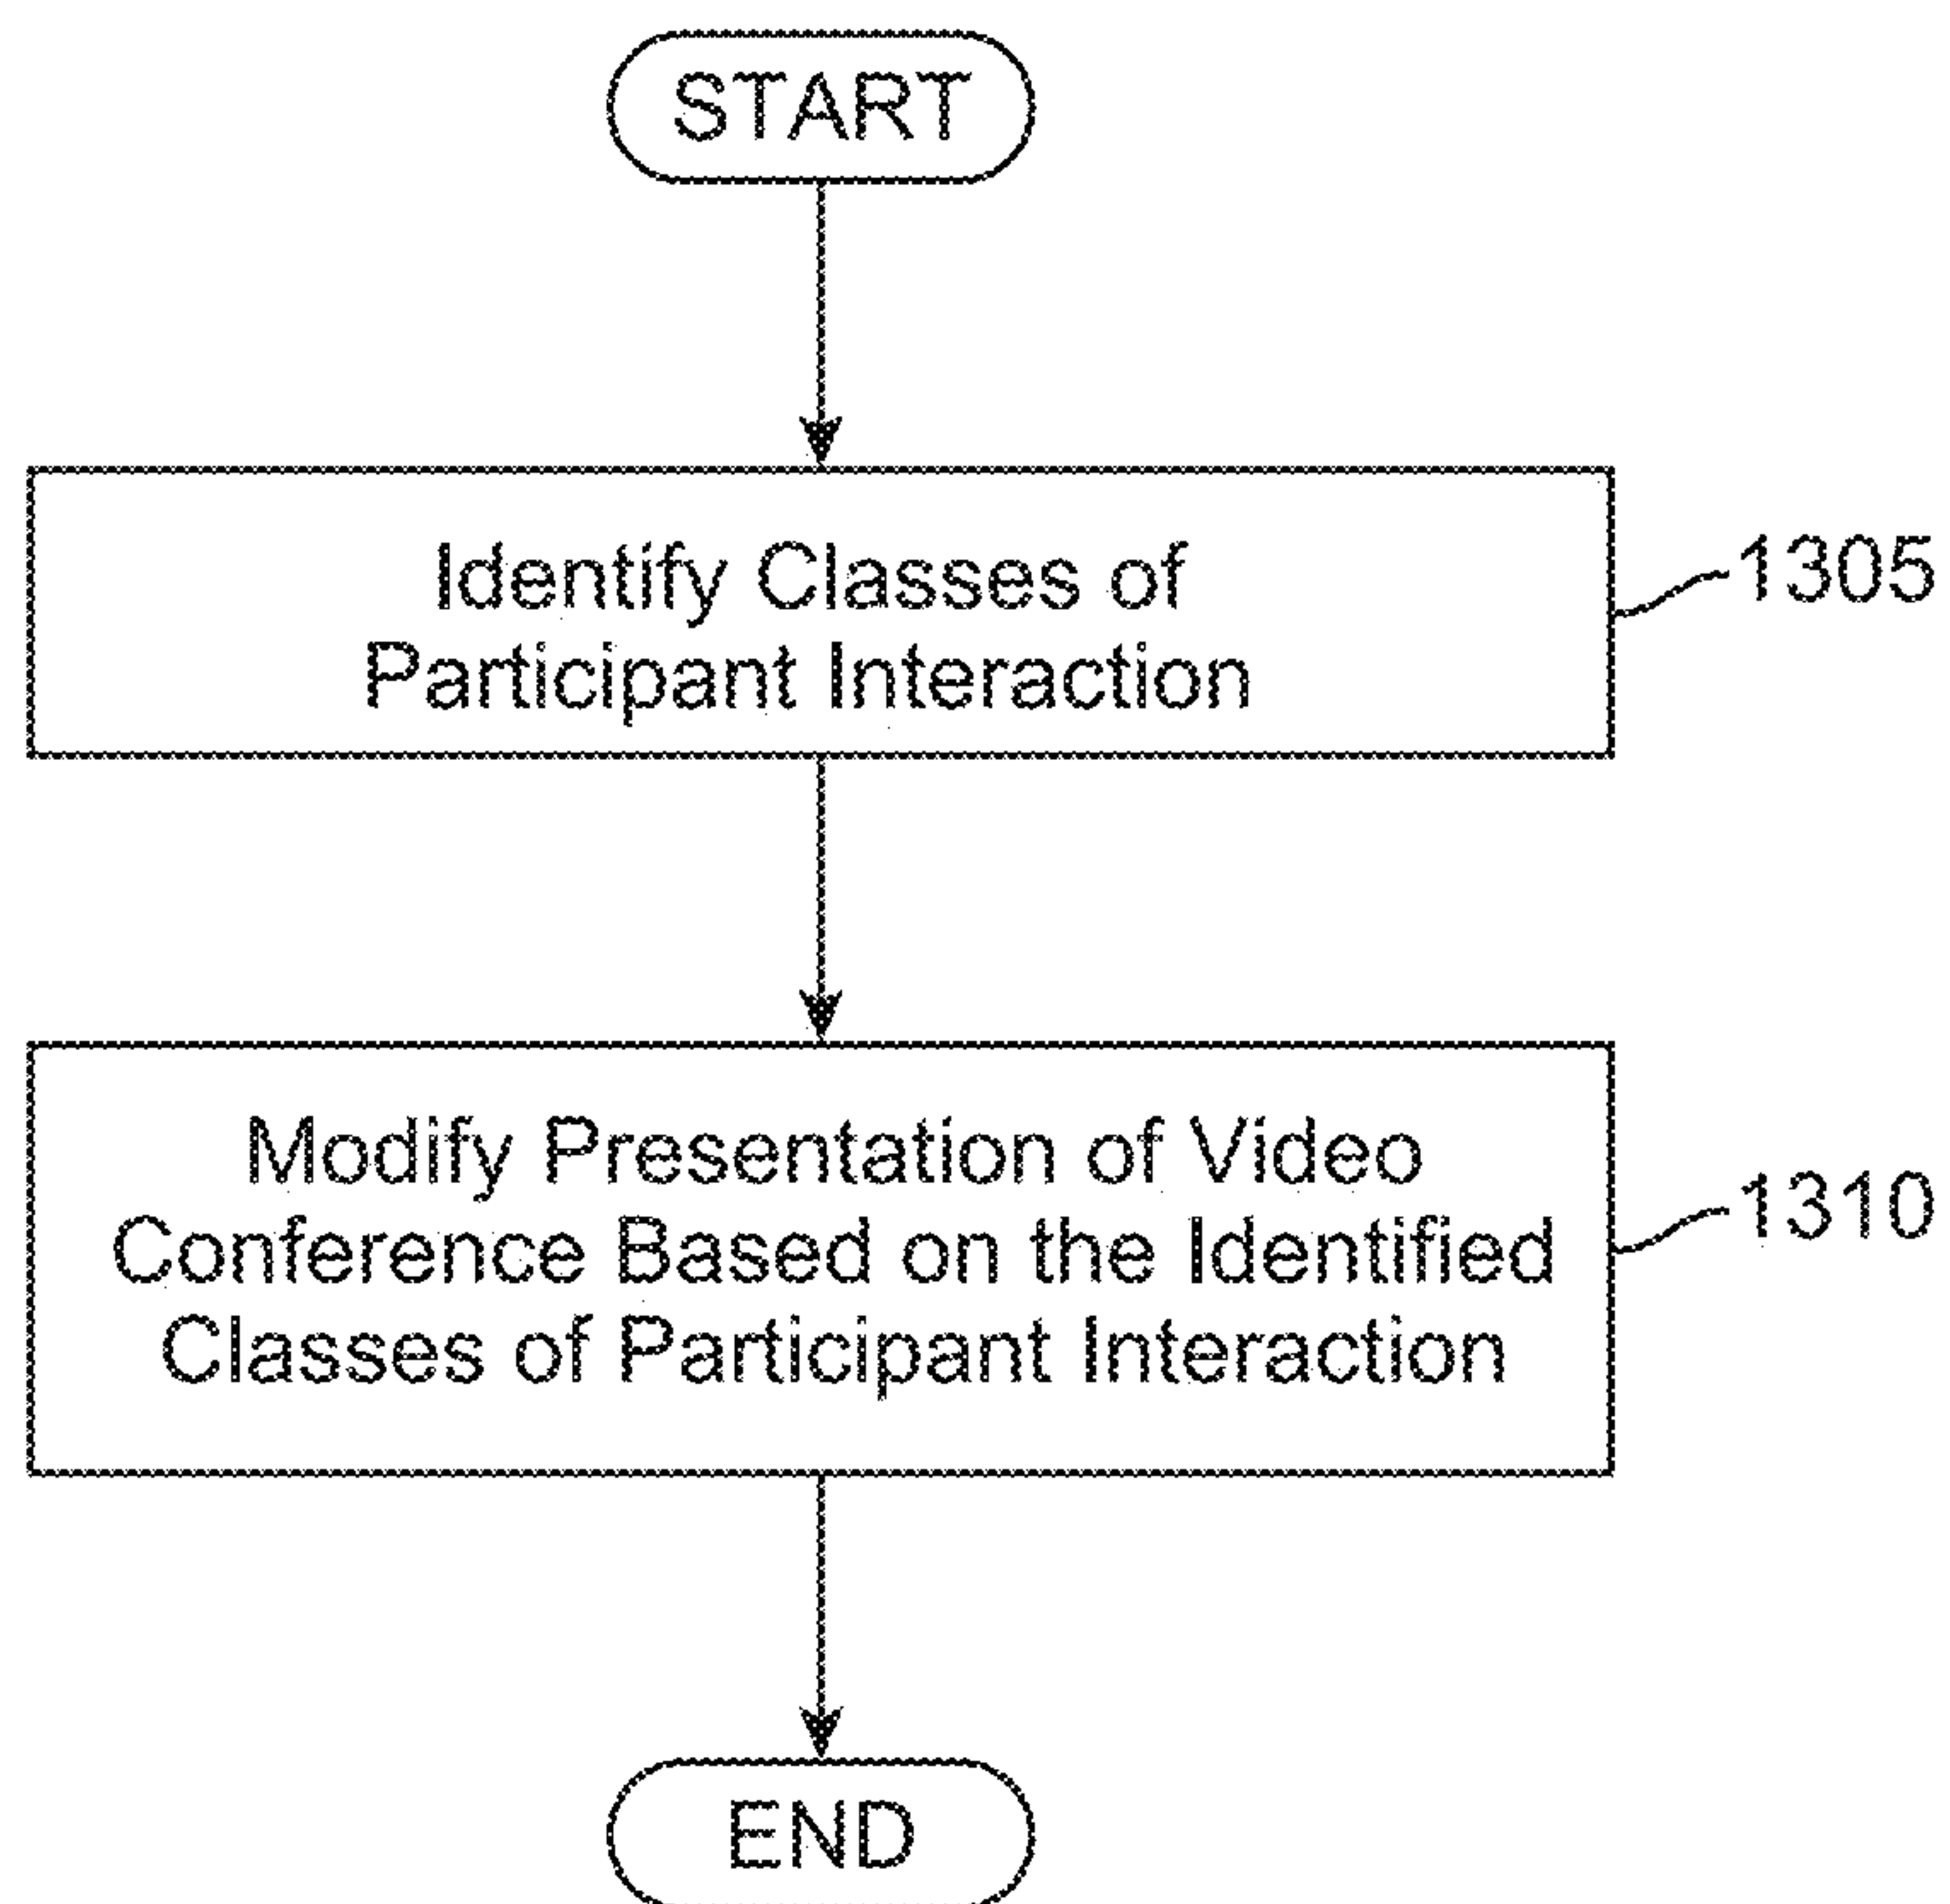 START
Identify Classes of
Participant Interaction
1305
Modify Presentation of Video
Conference Based on the Identified
Classes of Participant Interaction
1310
END